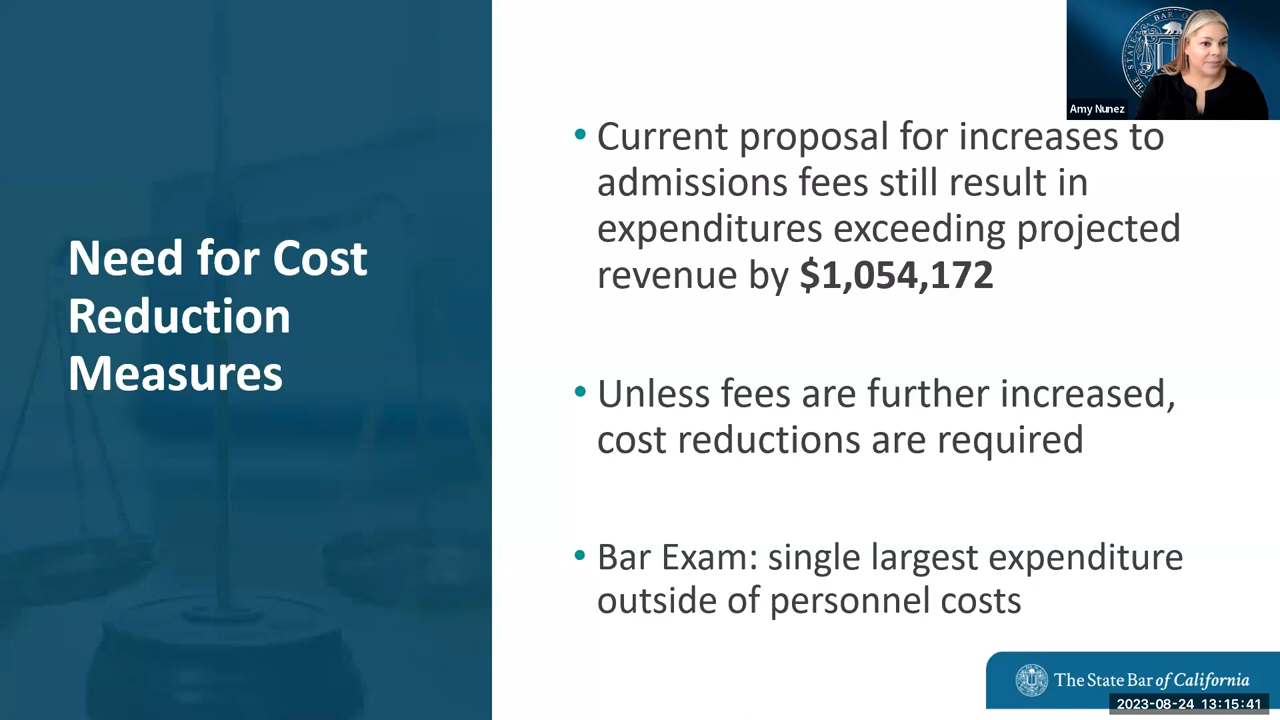 Need for Cost
Reduction
Measures
• Current proposal for increases to
admissions fees still result in
expenditures exceeding projected
revenue by $1,054,172
• Unless fees are further increased,
cost reductions are required
• Bar Exam: single largest expenditure
outside of personnel costs
Amy Nunez
The State Bar of California
2023-08-24 13:15:41